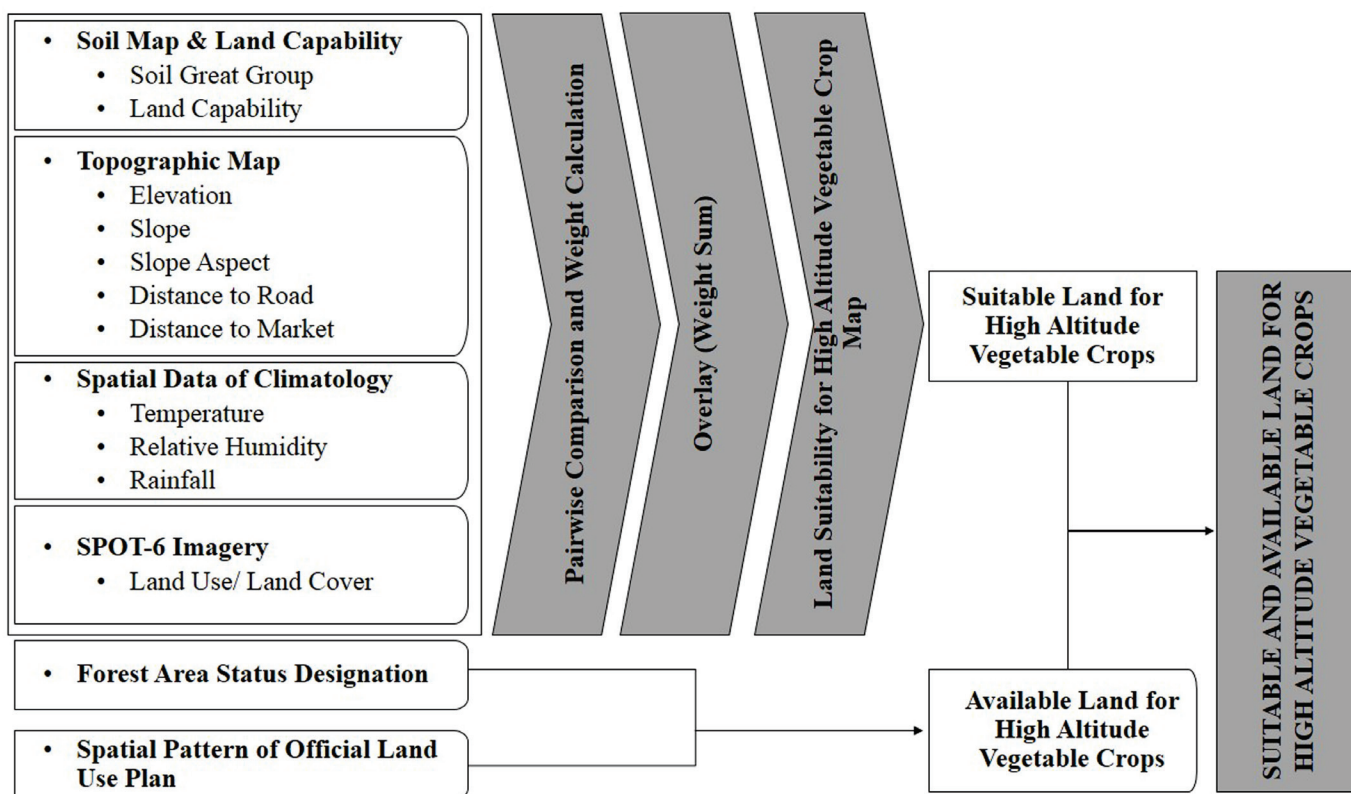 • Soil Map & Land Capability
• Soil Great Group
• Land Capability
• Topographic Map
• Elevation
• Slope
• Slope Aspect
• Distance to Road
• Distance to Market
• Spatial Data of Climatology
• Temperature
• Relative Humidity
• Rainfall
• SPOT-6 Imagery
• Land Use/ Land Cover
• Forest Area Status Designation
• Spatial Pattern of Official Land
Use Plan
Pairwise Comparison and Weight Calculation
Overlay (Weight Sum)
Land Suitability for High Altitude Vegetable Crop
Map
Suitable Land for
High Altitude
Vegetable Crops
Available Land for
High Altitude
Vegetable Crops
SUITABLE AND AVAILABLE LAND FOR
HIGH ALTITUDE VEGETABLE CROPS